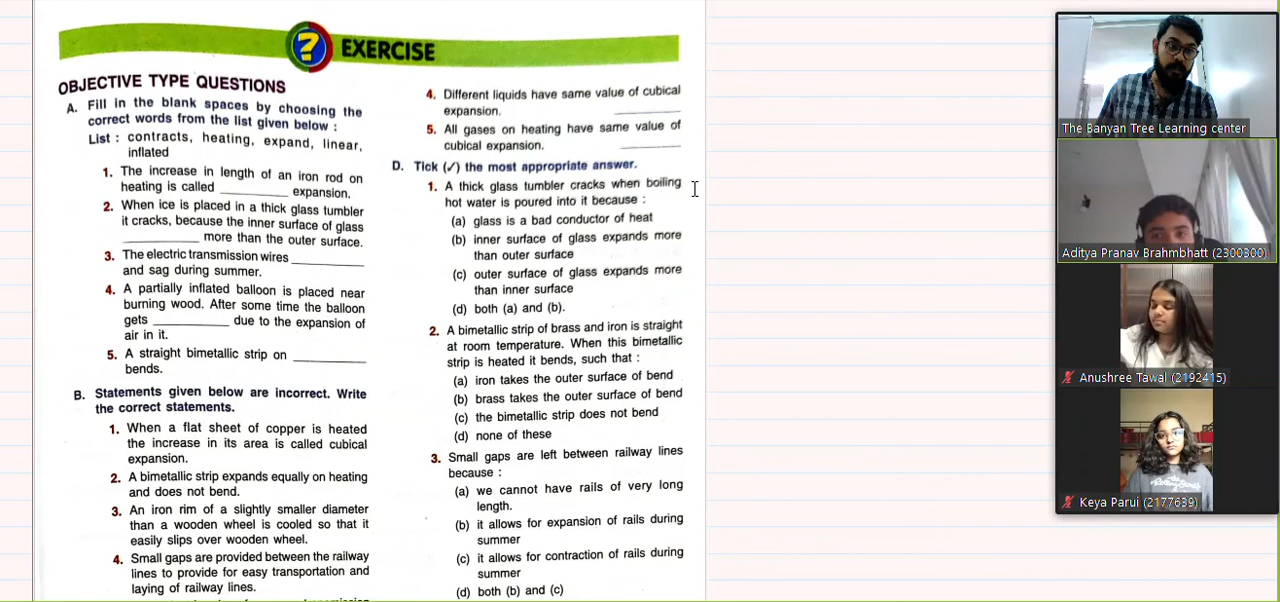 ? EXERCISE
OBJECTIVE TYPE QUESTIONS
A. Fill in the blank spaces by choosing the
correct words from the list given below :
List : contracts, heating, expand, linear,
inflated
1. The increase in length of an iron rod on
heating is called ________ expansion.
2. When ice is placed in a thick glass tumbler
it cracks, because the inner surface of glass
________ more than the outer surface.
3. The electric transmission wires ________
and sag during summer.
4. A partially inflated balloon is placed near
burning wood. After some time the balloon
gets ________ due to the expansion of
air in it.
5. A straight bimetallic strip on ________
bends.
B. Statements given below are incorrect. Write
the correct statements.
1. When a flat sheet of copper is heated
the increase in its area is called cubical
expansion.
2. A bimetallic strip expands equally on heating
and does not bend.
3. An iron rim of a slightly smaller diameter
than a wooden wheel is cooled so that it
easily slips over wooden wheel.
4. Small gaps are provided between the railway
lines to provide for easy transportation and
laying of railway lines.
4. Different liquids have same value of cubical
expansion. ________
5. All gases on heating have same value of
cubical expansion. ________
D. Tick (✓) the most appropriate answer.
1. A thick glass tumbler cracks when boiling
hot water is poured into it because :
(a) glass is a bad conductor of heat
(b) inner surface of glass expands more
than outer surface
(c) outer surface of glass expands more
than inner surface
(d) both (a) and (b).
2. A bimetallic strip of brass and iron is straight
at room temperature. When this bimetallic
strip is heated it bends, such that :
(a) iron takes the outer surface of bend
(b) brass takes the outer surface of bend
(c) the bimetallic strip does not bend
(d) none of these
3. Small gaps are left between railway lines
because :
(a) we cannot have rails of very long
length.
(b) it allows for expansion of rails during
summer
(c) it allows for contraction of rails during
summer
(d) both (b) and (c)
The Banyan Tree Learning center
Aditya Pranav Brahmbhatt (2300300)
Anushree Tawal (2192415)
Keya Parui (2177639)